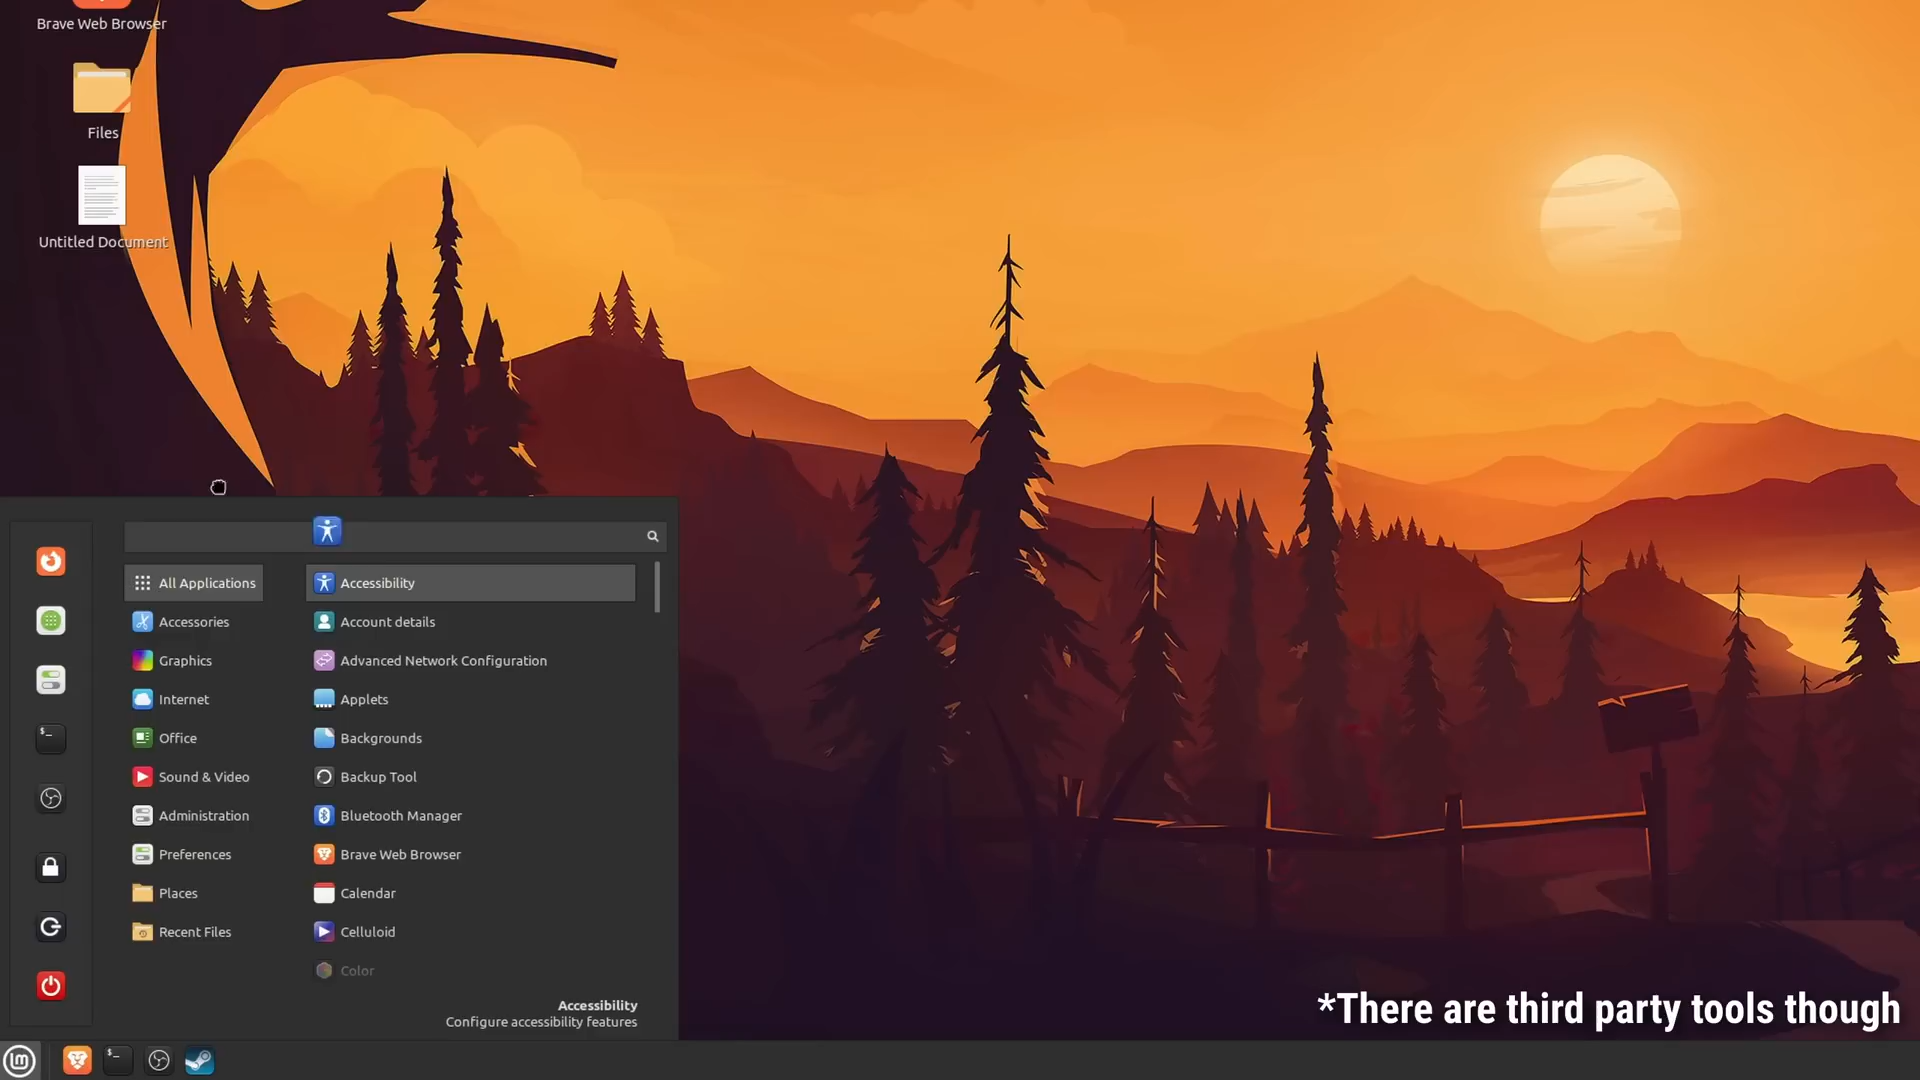 Brave Web Browser
Files
Untitled Document
All Applications
Accessories
Graphics
Internet
Office
Sound & Video
Administration
Preferences
Places
Recent Files
Accessibility
Account details
Advanced Network Configuration
Applets
Backgrounds
Backup Tool
Bluetooth Manager
Brave Web Browser
Calendar
Celluloid
Color
Accessibility
Configure accessibility features
*There are third party tools though